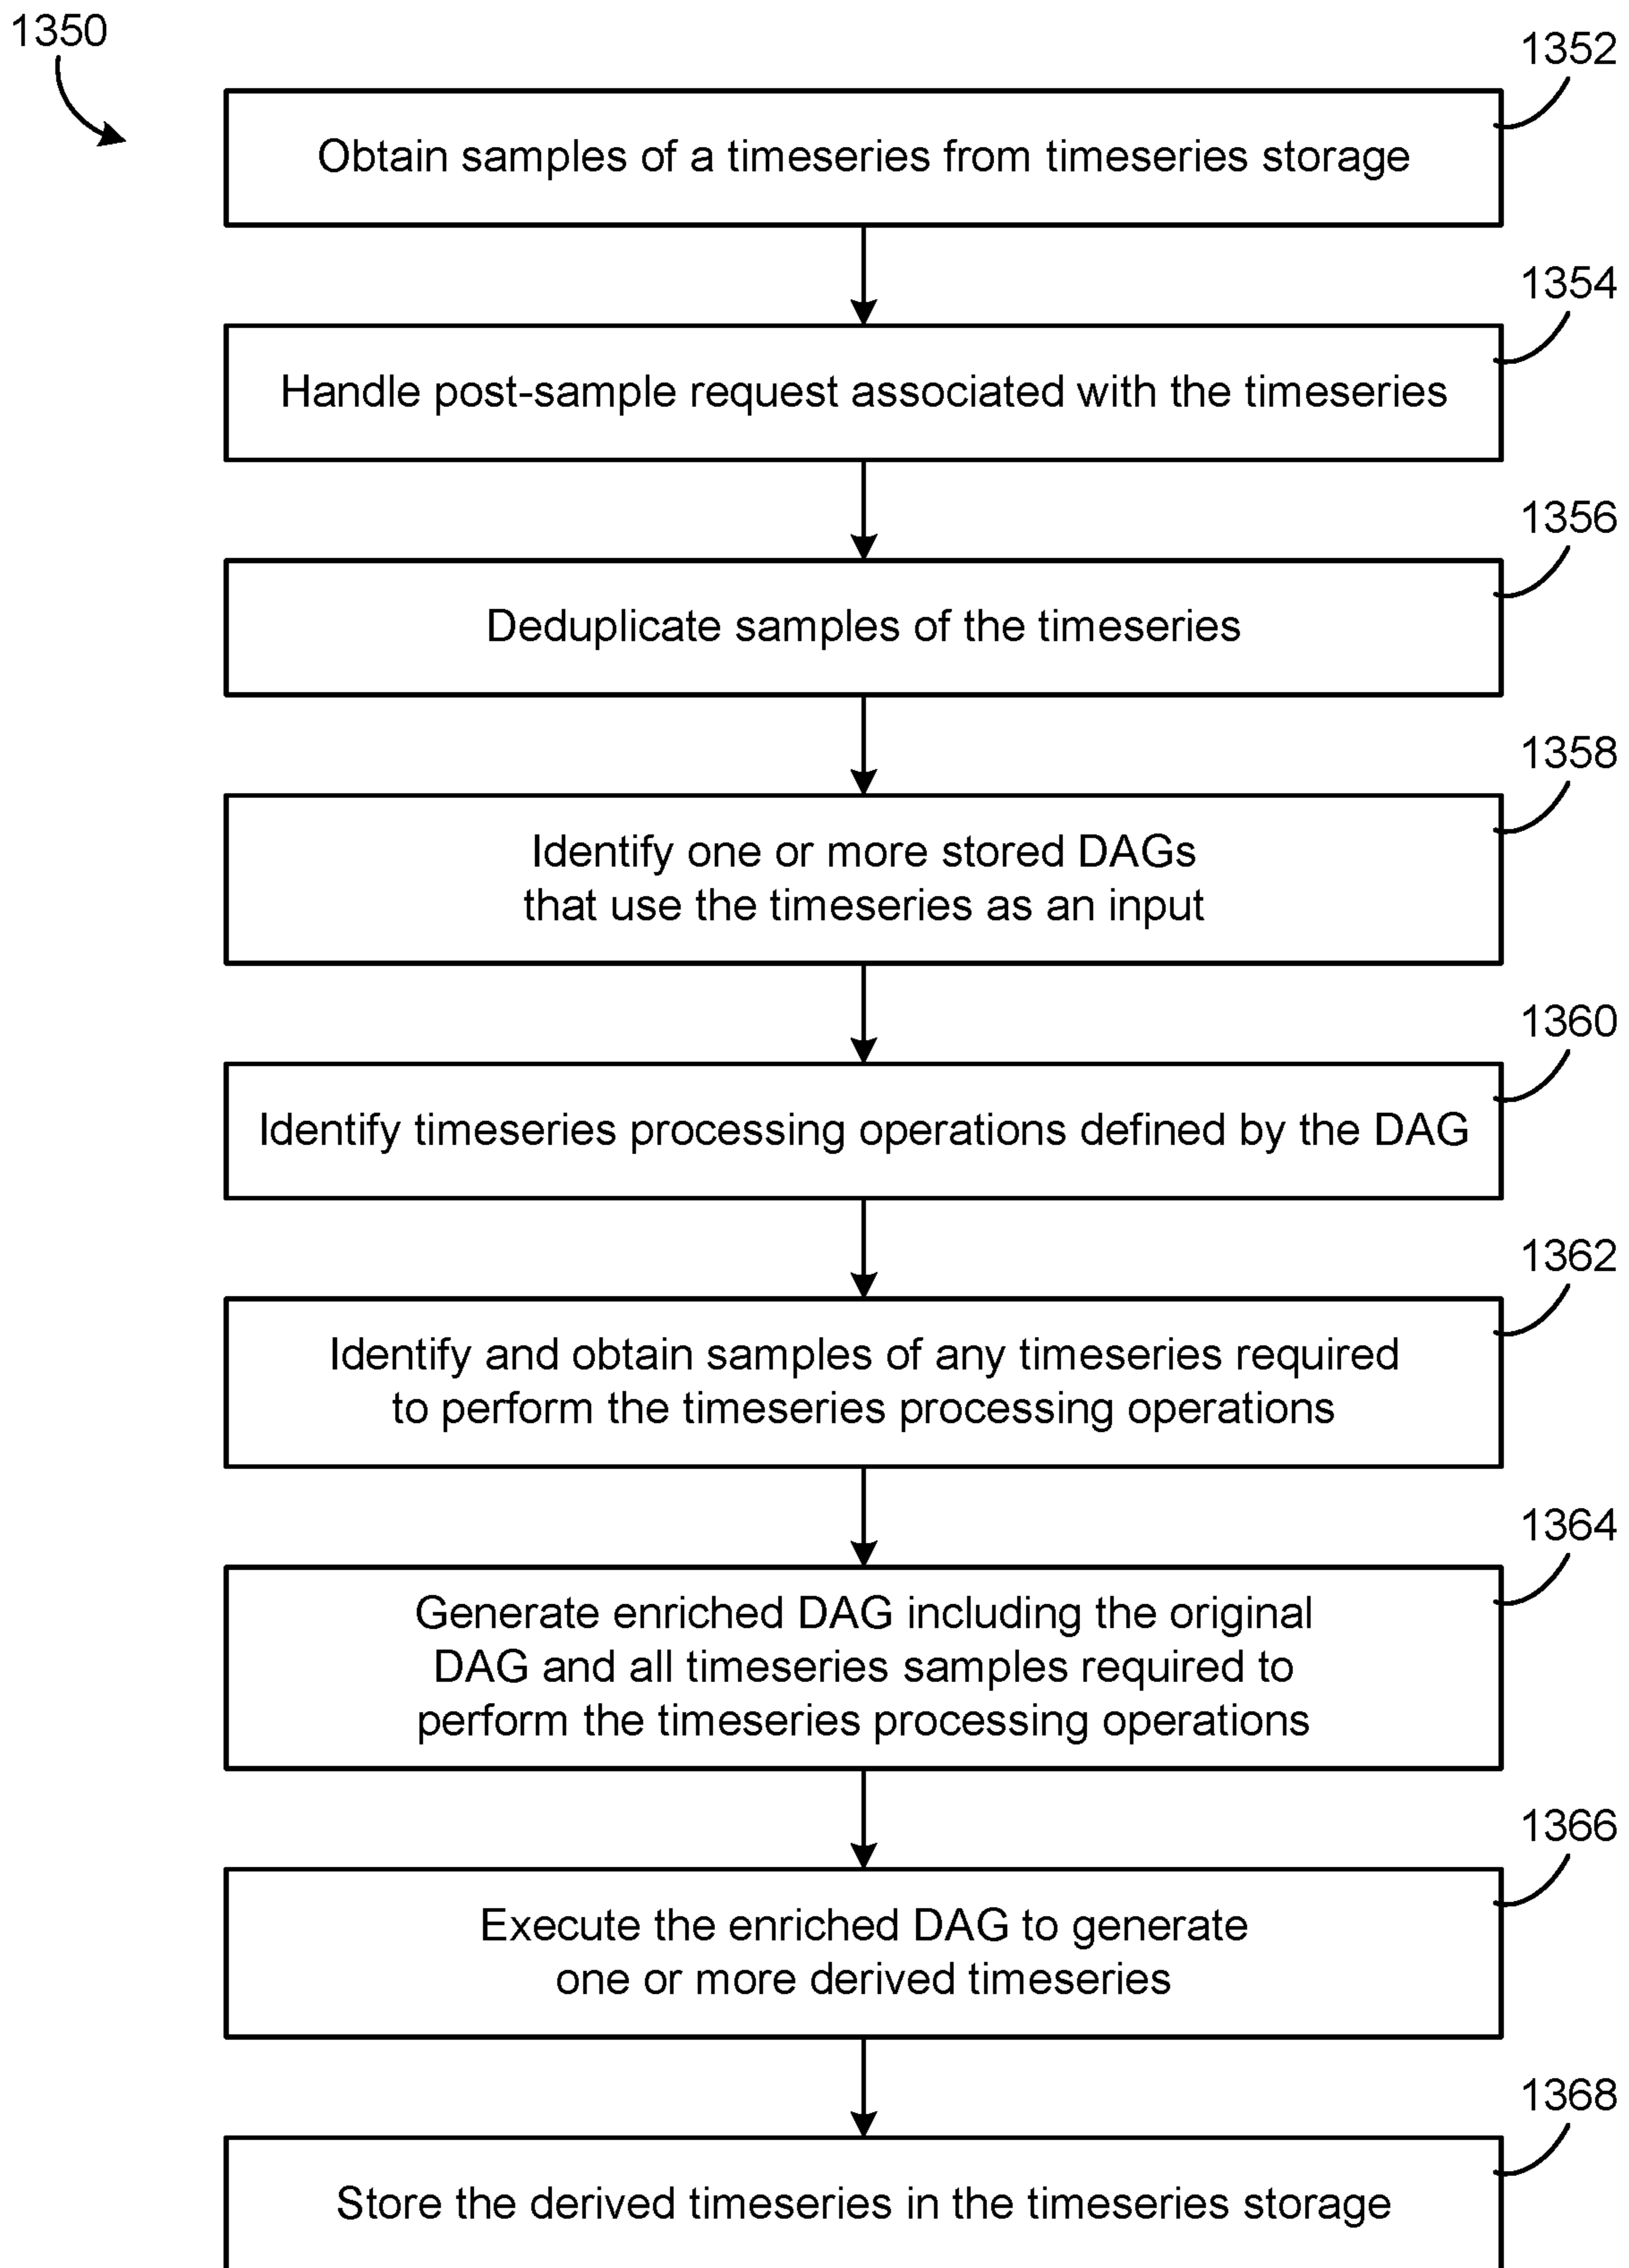 1350
1352
Obtain samples of a timeseries from timeseries storage
1354
Handle post-sample request associated with the timeseries
1356
Deduplicate samples of the timeseries
1358
Identify one or more stored DAGs
that use the timeseries as an input
1360
Identify timeseries processing operations defined by the DAG
1362
Identify and obtain samples of any timeseries required
to perform the timeseries processing operations
1364
Generate enriched DAG including the original
DAG and all timeseries samples required to
perform the timeseries processing operations
1366
Execute the enriched DAG to generate
one or more derived timeseries
1368
Store the derived timeseries in the timeseries storage